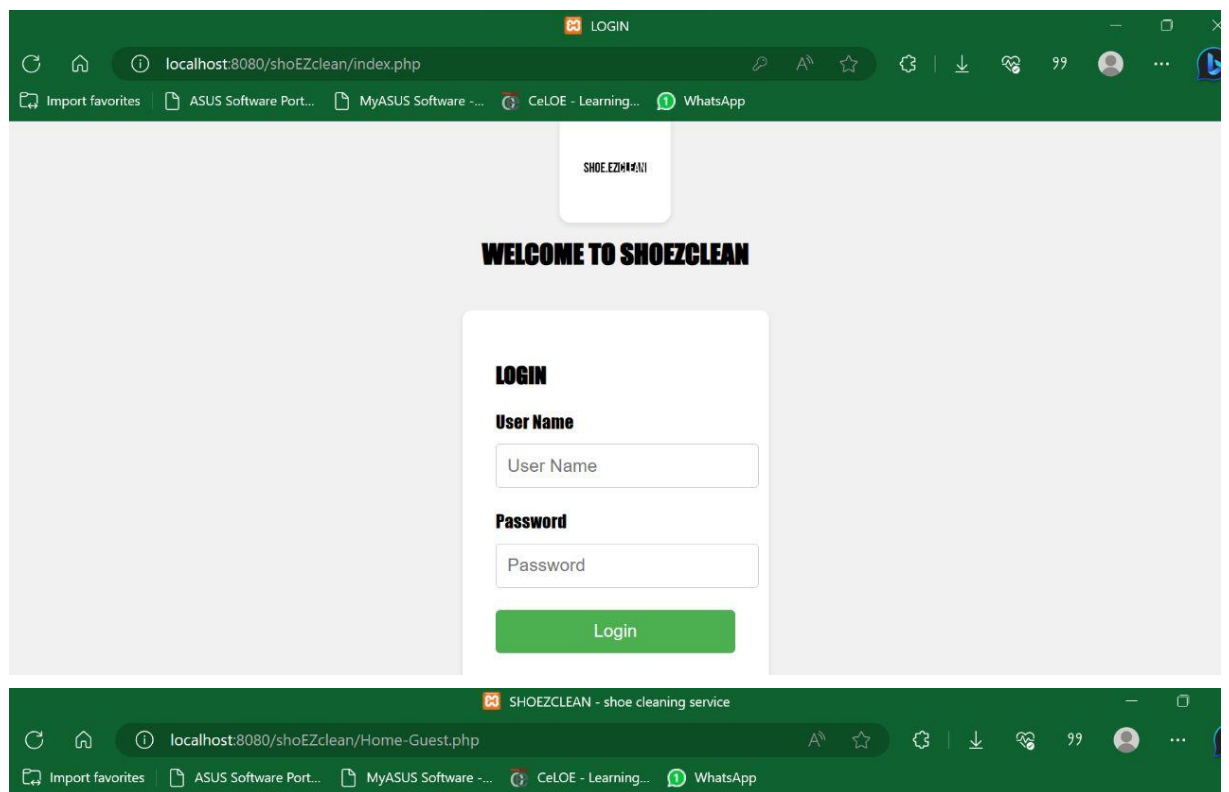 LOGIN
localhost:8080/shoEZclean/index.php
Import favorites ASUS Software Port... MyASUS Software -... CeLOE - Learning... WhatsApp
WELCOME TO SHOEZCLEAN
LOGIN
User Name
User Name
Password
Password
Login
SHOEZCLEAN - shoe cleaning service
localhost:8080/shoEZclean/Home-Guest.php
Import favorites ASUS Software Port... MyASUS Software -... CeLOE - Learning... WhatsApp